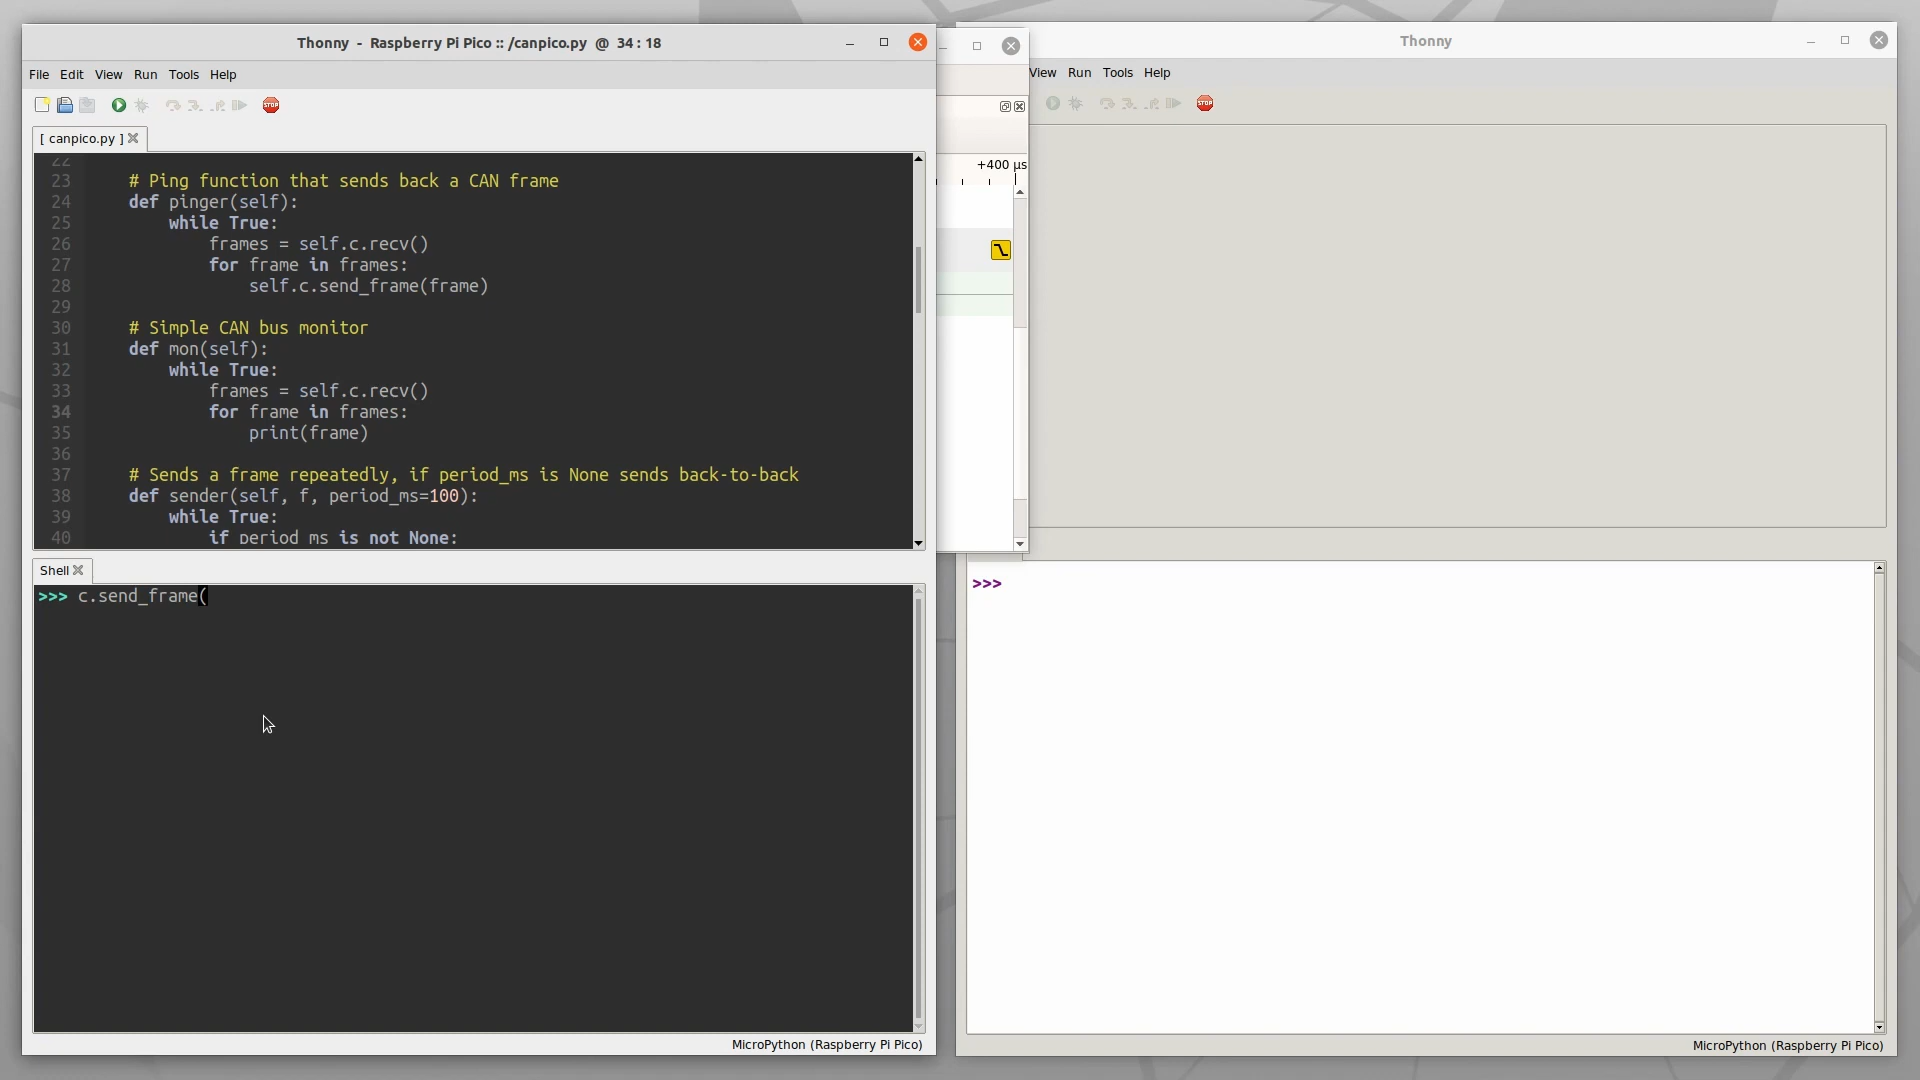 Thonny - Raspberry Pi Pico :: /canpico.py @ 34 : 18
File Edit View Run Tools Help
STOP
[ canpico.py ]
22
23 # Ping function that sends back a CAN frame
24 def pinger(self):
25 while True:
26 frames = self.c.recv()
27 for frame in frames:
28 self.c.send_frame(frame)
29
30 # Simple CAN bus monitor
31 def mon(self):
32 while True:
33 frames = self.c.recv()
34 for frame in frames:
35 print(frame)
36
37 # Sends a frame repeatedly, if period_ms is None sends back-to-back
38 def sender(self, f, period_ms=100):
39 while True:
40 if period_ms is not None:
Shell
>>> c.send_frame(
MicroPython (Raspberry Pi Pico)
+400 µs
Thonny
View Run Tools Help
STOP
>>>
MicroPython (Raspberry Pi Pico)